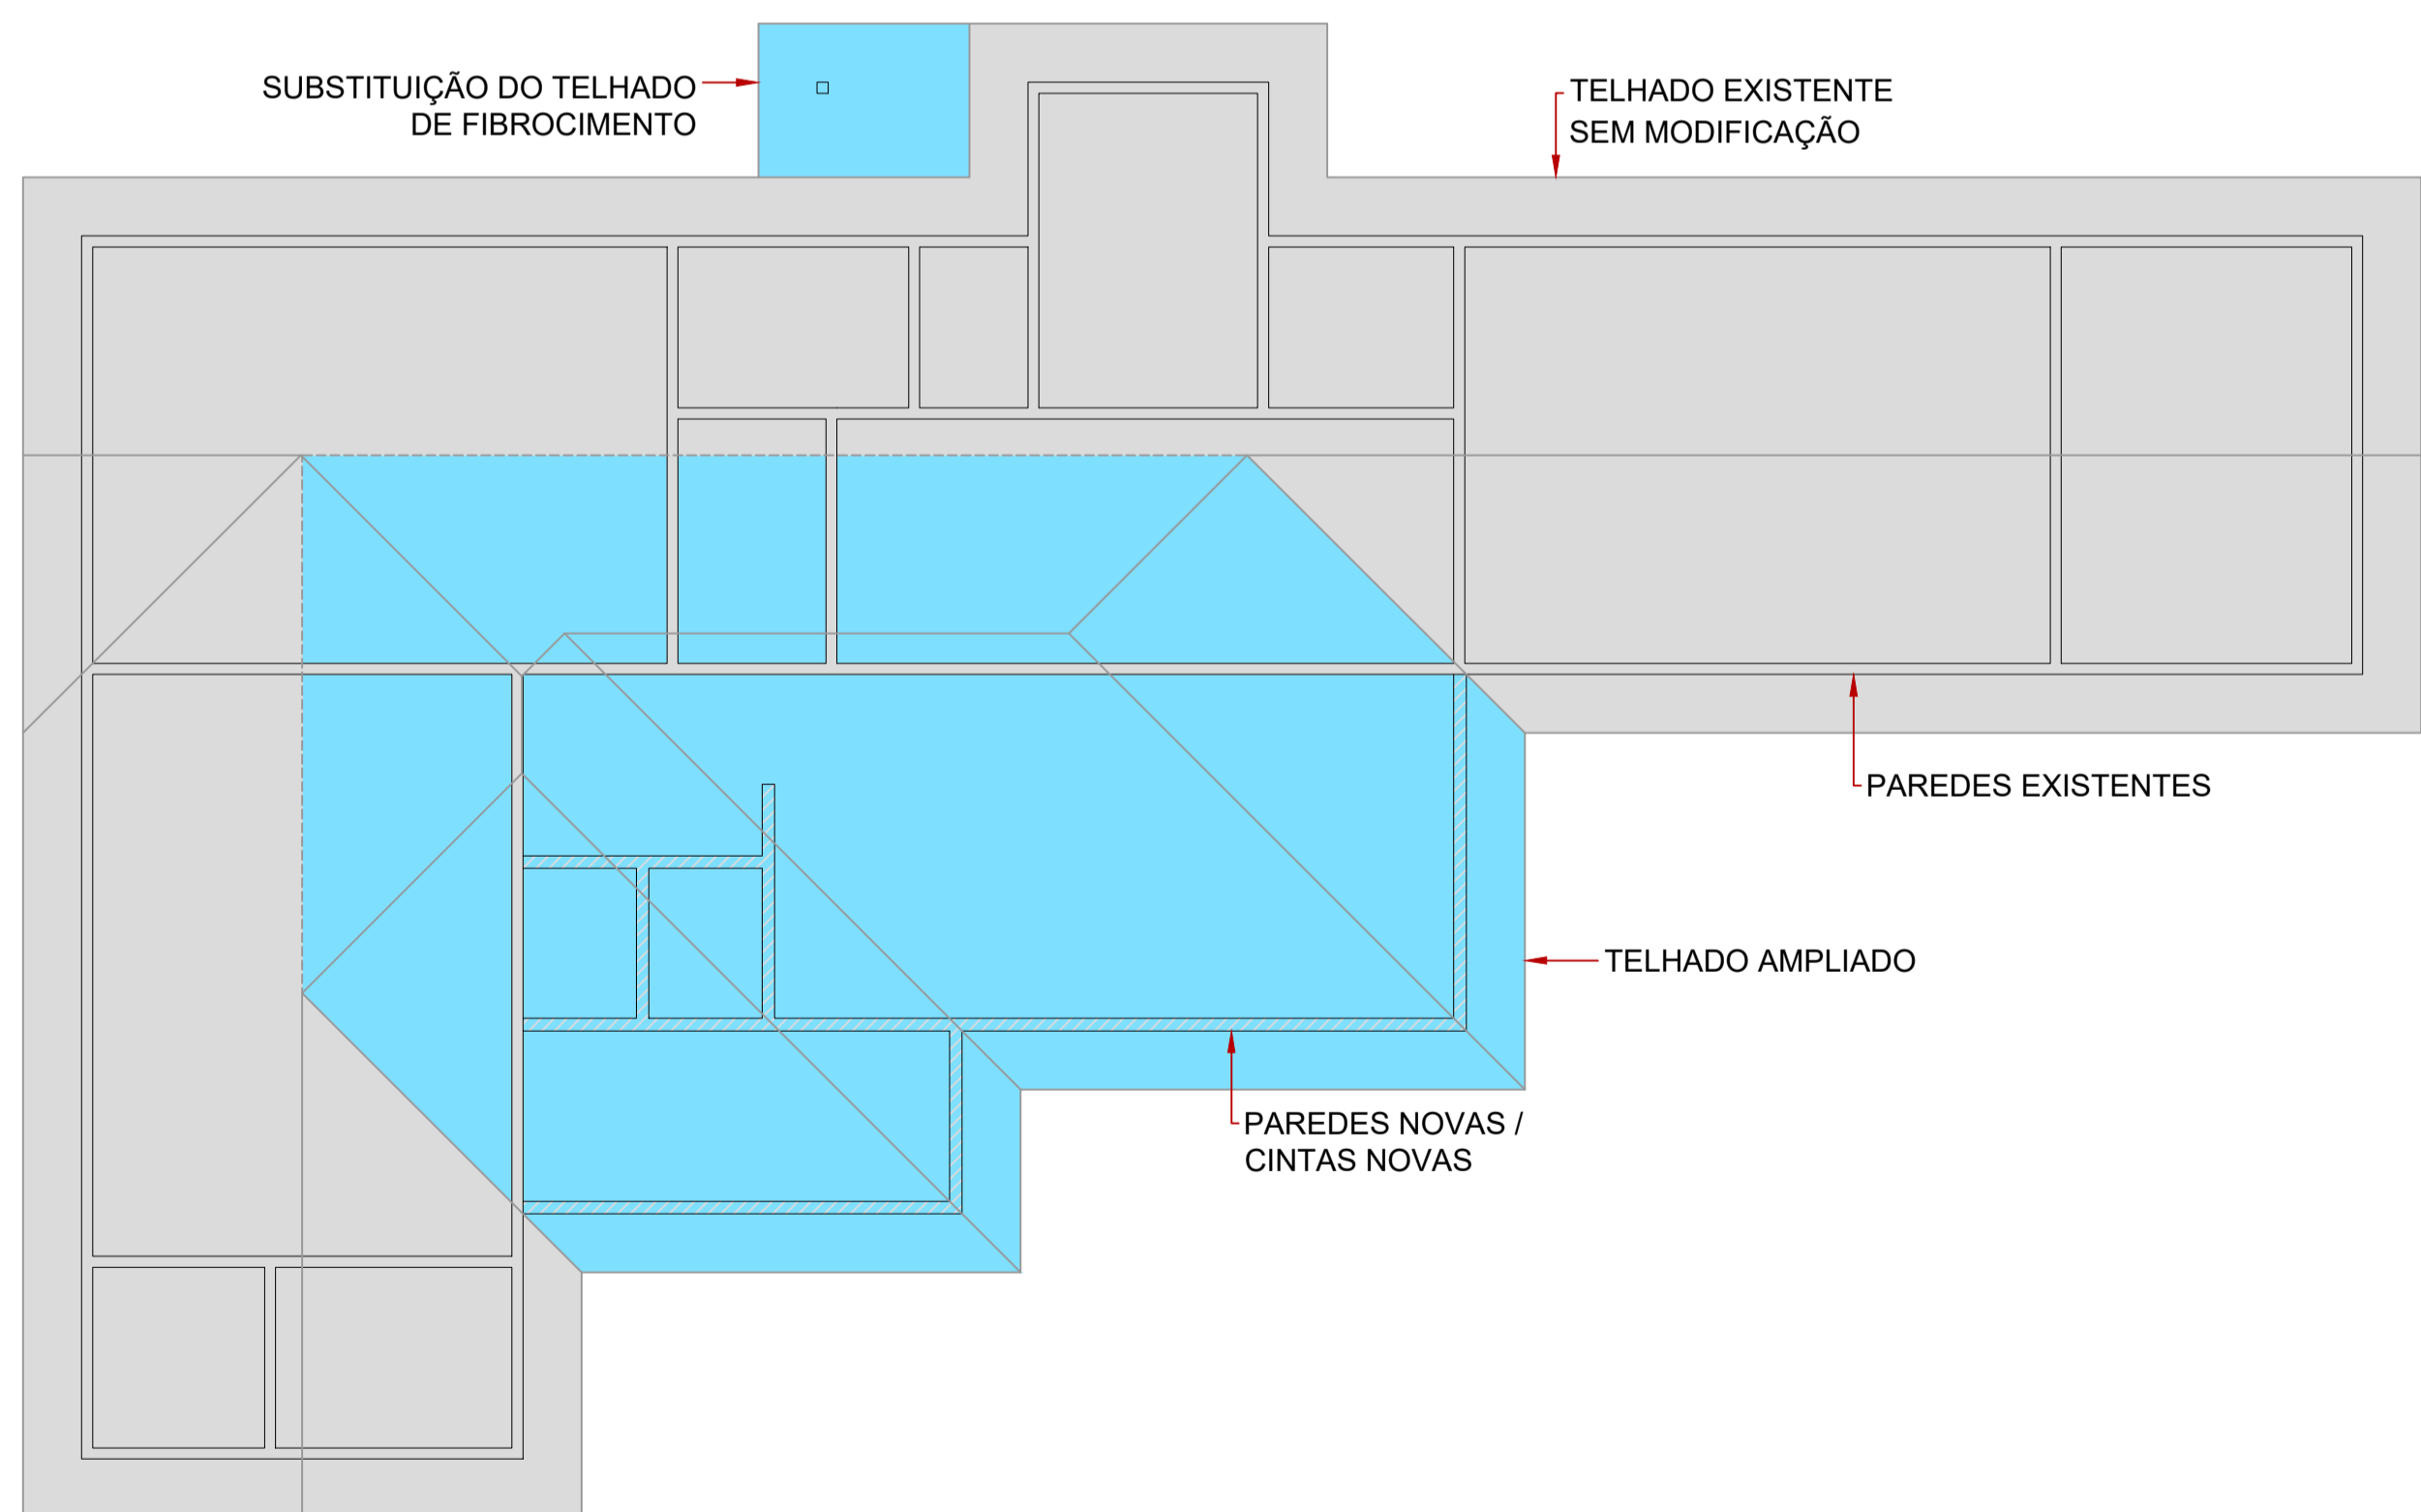 SUBSTITUIÇÃO DO TELHADO
DE FIBROCIMENTO
TELHADO EXISTENTE
SEM MODIFICAÇÃO
PAREDES EXISTENTES
TELHADO AMPLIADO
PAREDES NOVAS /
CINTAS NOVAS